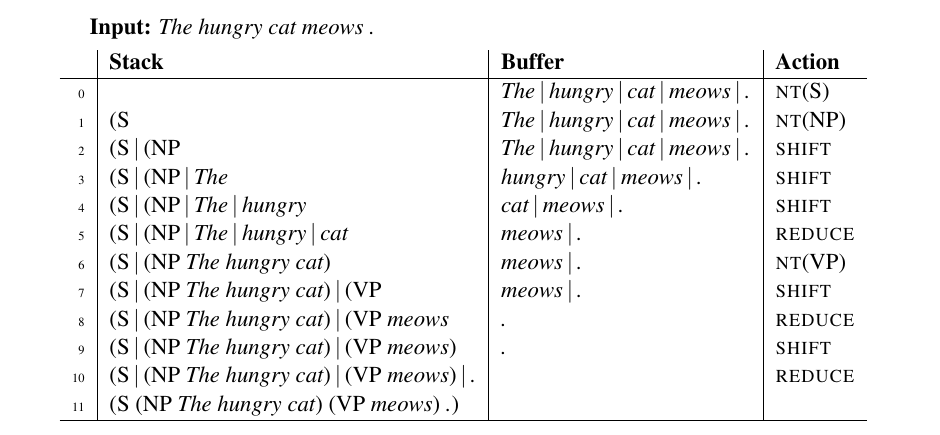 Input: The hungry cat meows .
Stack Buffer Action
0 The | hungry | cat | meows | . NT(S)
1 (S The | hungry | cat | meows | . NT(NP)
2 (S | (NP The | hungry | cat | meows | . SHIFT
3 (S | (NP | The hungry | cat | meows | . SHIFT
4 (S | (NP | The | hungry cat | meows | . SHIFT
5 (S | (NP | The | hungry | cat meows | . REDUCE
6 (S | (NP The hungry cat) meows | . NT(VP)
7 (S | (NP The hungry cat) | (VP meows | . SHIFT
8 (S | (NP The hungry cat) | (VP meows . REDUCE
9 (S | (NP The hungry cat) | (VP meows) . SHIFT
10 (S | (NP The hungry cat) | (VP meows) | . REDUCE
11 (S (NP The hungry cat) (VP meows) .)